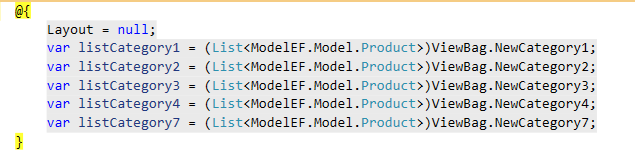 @{
Layout = null;
var listCategory1 = (List<ModelEF.Model.Product>)ViewBag.NewCategory1;
var listCategory2 = (List<ModelEF.Model.Product>)ViewBag.NewCategory2;
var listCategory3 = (List<ModelEF.Model.Product>)ViewBag.NewCategory3;
var listCategory4 = (List<ModelEF.Model.Product>)ViewBag.NewCategory4;
var listCategory7 = (List<ModelEF.Model.Product>)ViewBag.NewCategory7;
}